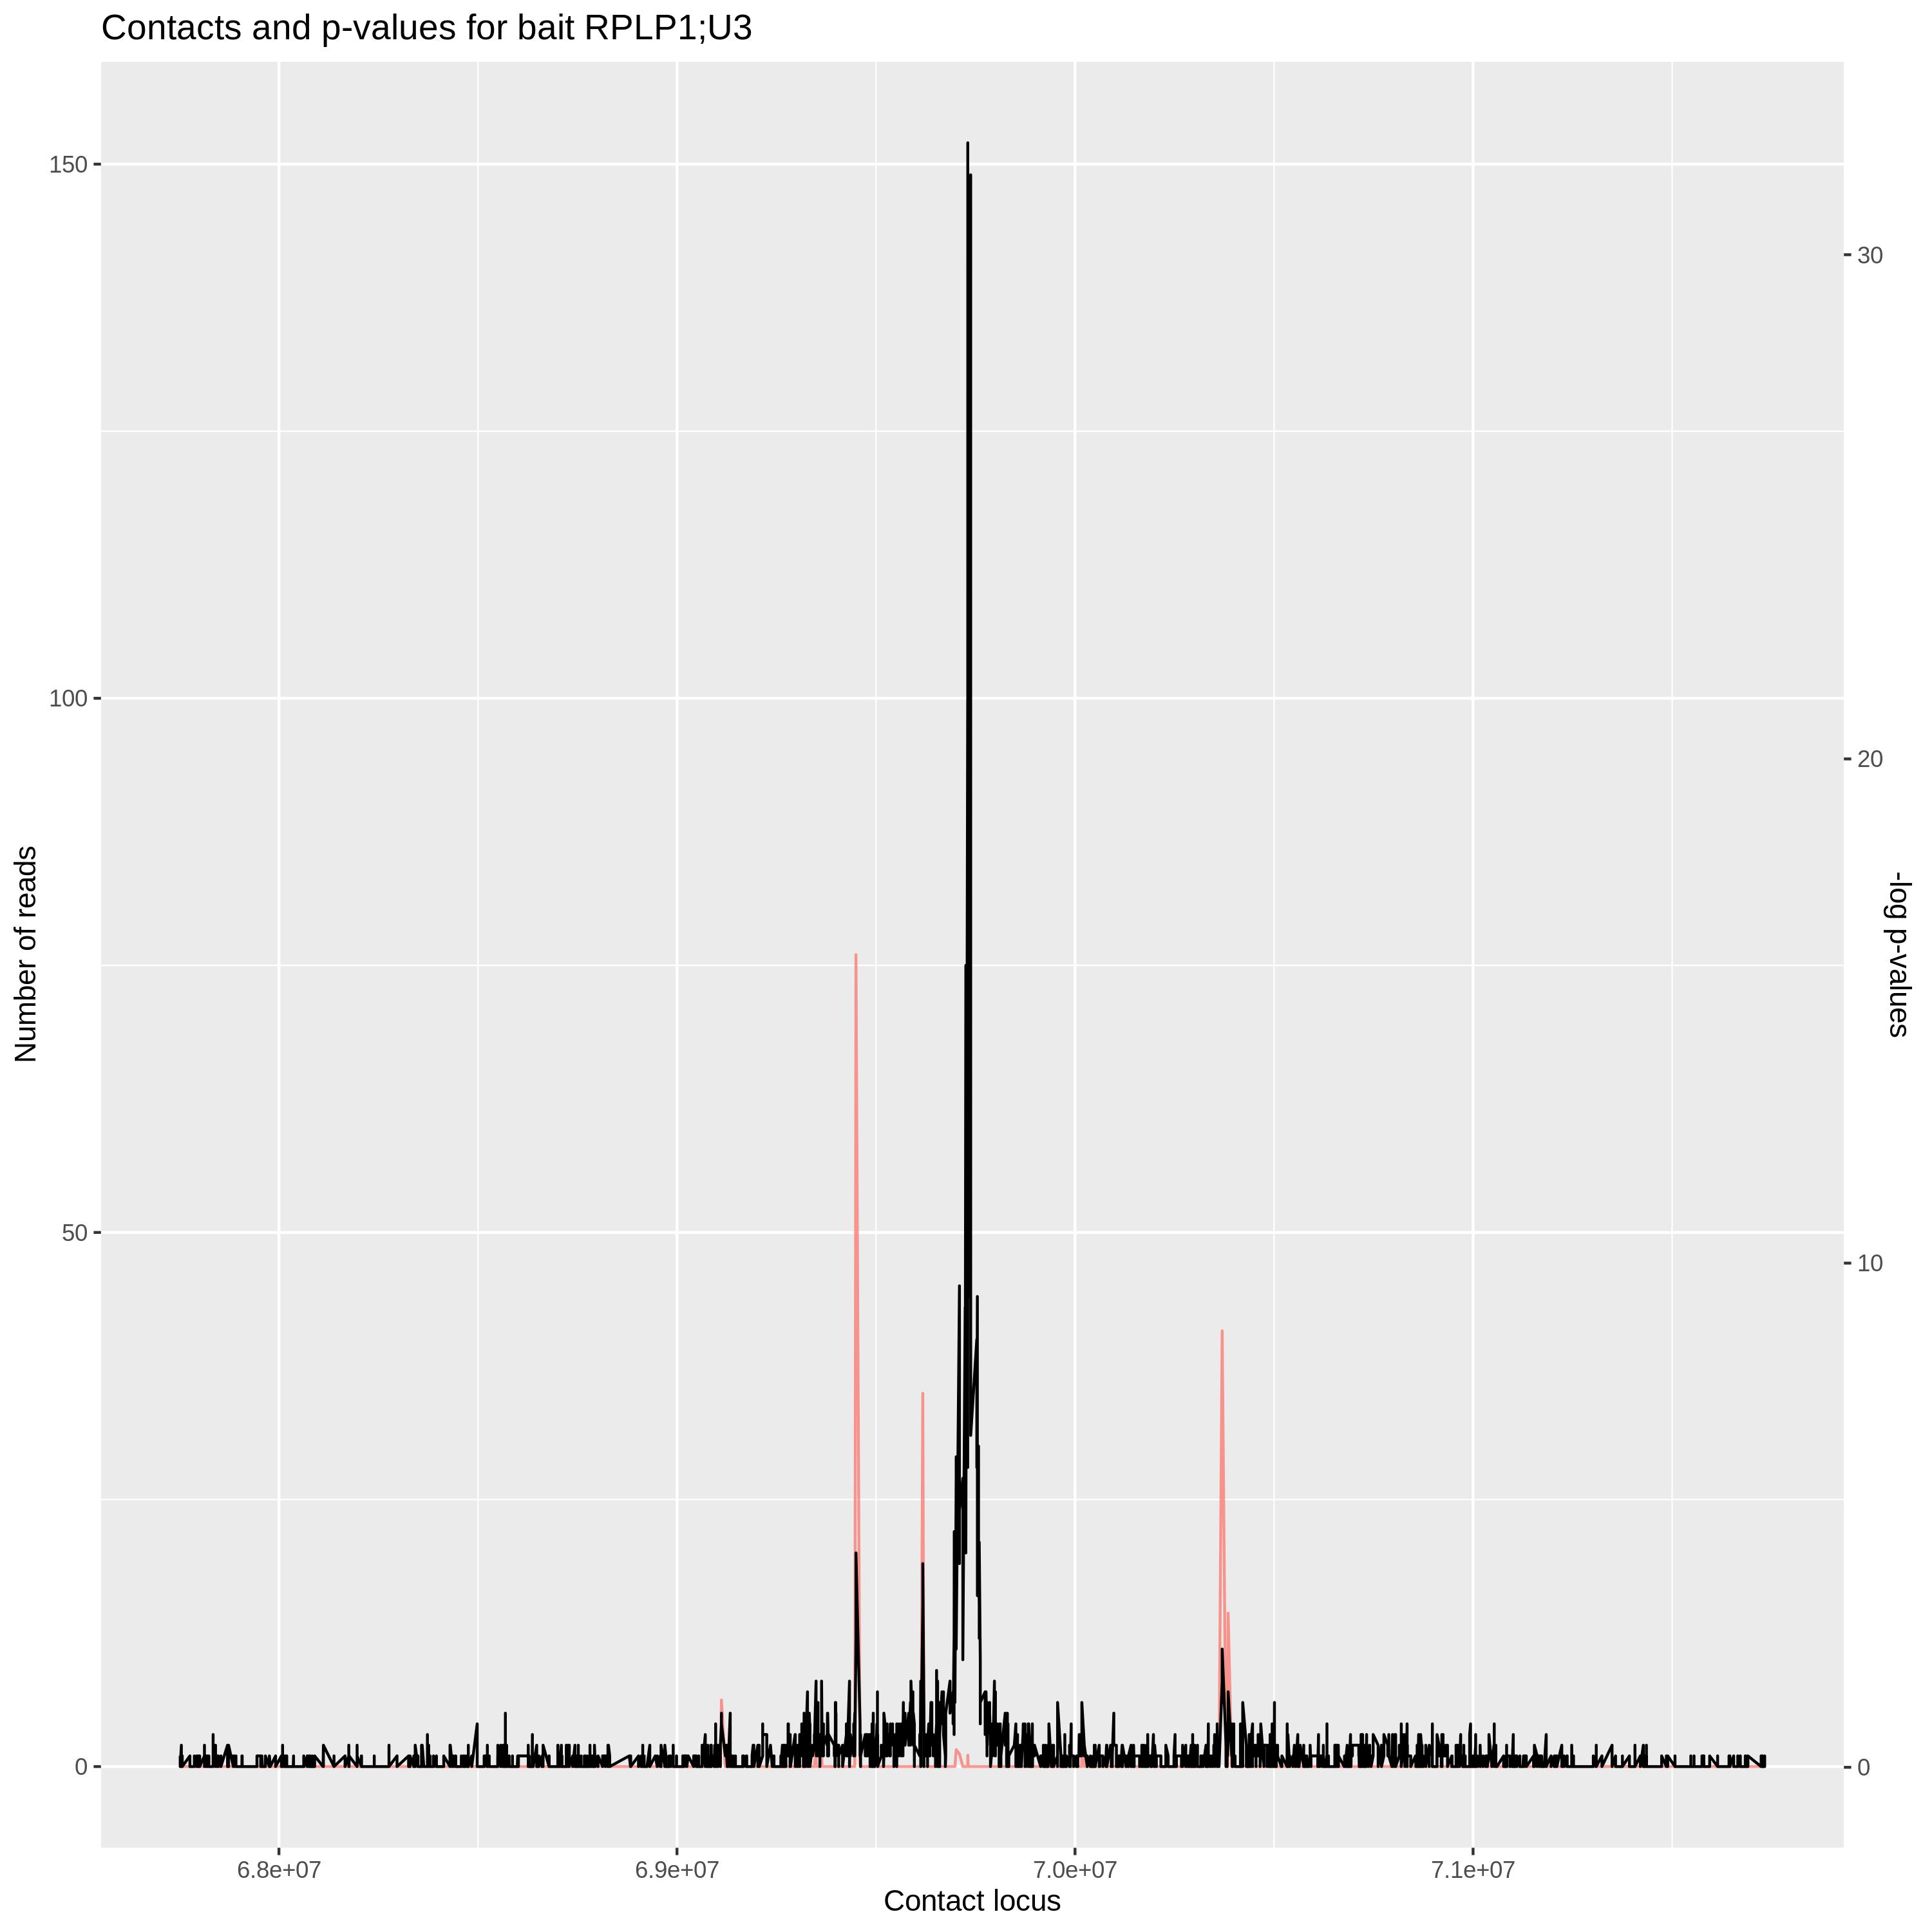 Contacts and p-values for bait RPLP1;U3
150
100
50
0
30
20
10
0
Number of reads
-log p-values
6.8e+07
6.9e+07
7.0e+07
7.1e+07
Contact locus